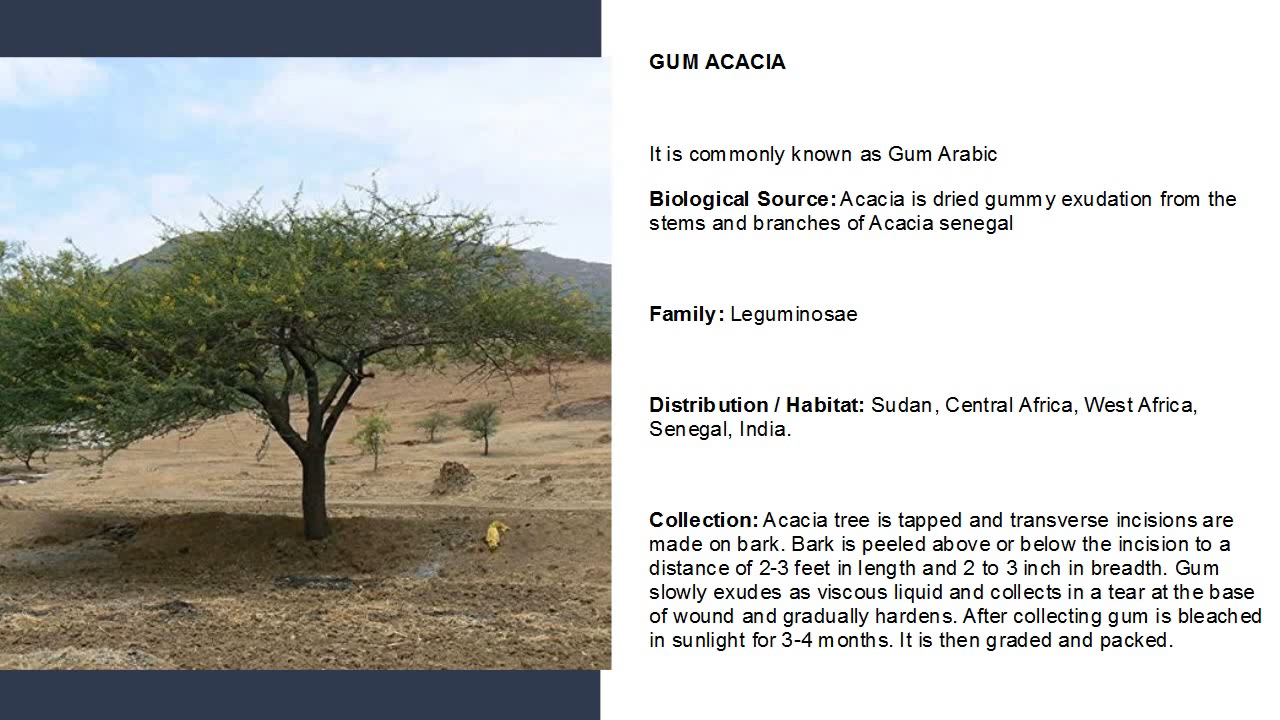 GUM ACACIA
It is commonly known as Gum Arabic
Biological Source: Acacia is dried gummy exudation from the
stems and branches of Acacia senegal
Family: Leguminosae
Distribution / Habitat: Sudan, Central Africa, West Africa,
Senegal, India.
Collection: Acacia tree is tapped and transverse incisions are
made on bark. Bark is peeled above or below the incision to a
distance of 2-3 feet in length and 2 to 3 inch in breadth. Gum
slowly exudes as viscous liquid and collects in a tear at the base
of wound and gradually hardens. After collecting gum is bleached
in sunlight for 3-4 months. It is then graded and packed.